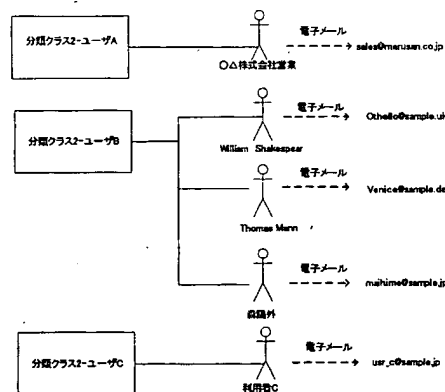 分類クラス2-ユーザA
電子メール
sales@marusan.co.jp
○△株式会社営業
分類クラス2-ユーザB
電子メール
Othello@sample.uk
William Shakespear
電子メール
Venice@sample.de
Thomas Mann
電子メール
maihime@sample.jp
森鴎外
分類クラス2-ユーザC
電子メール
usr_c@sample.jp
利用者C